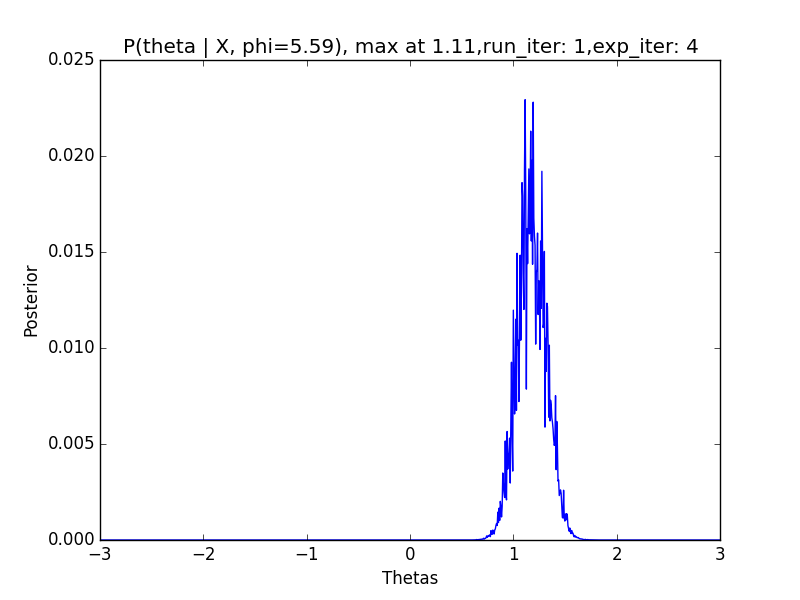 P(theta | X, phi=5.59), max at 1.11,run_iter: 1,exp_iter: 4
0.025
0.020
0.015
0.010
0.005
0.000
Posterior
−3 −2 −1 0 1 2 3
Thetas